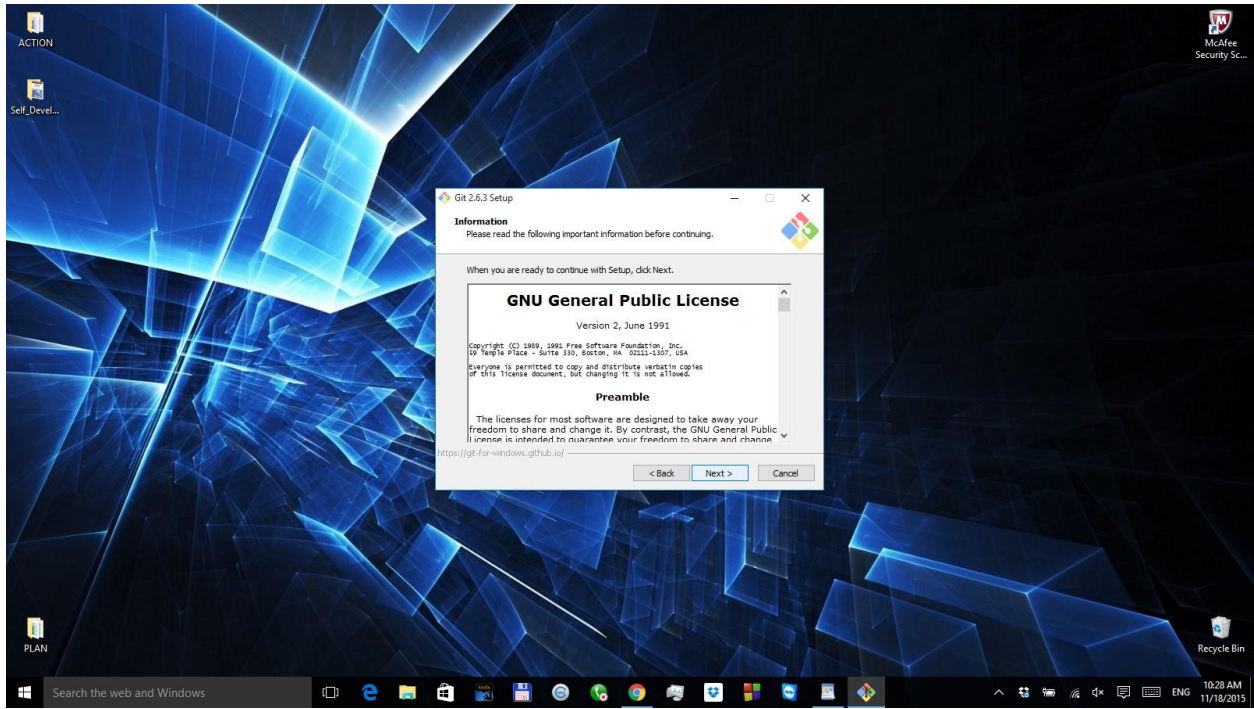 ACTION
Self_Devel...
McAfee
Security Sc...
Git 2.6.3 Setup
Information
Please read the following important information before continuing.
When you are ready to continue with Setup, click Next.
GNU General Public License
Version 2, June 1991
Copyright (C) 1989, 1991 Free Software Foundation, Inc.
59 Temple Place - Suite 330, Boston, MA 02111-1307, USA
Everyone is permitted to copy and distribute verbatim copies
of this license document, but changing it is not allowed.
Preamble
The licenses for most software are designed to take away your
freedom to share and change it. By contrast, the GNU General Public
License is intended to guarantee your freedom to share and change
https://git-for-windows.github.io/
< Back Next > Cancel
PLAN
Recycle Bin
Search the web and Windows
ENG
10:28 AM
11/18/2015